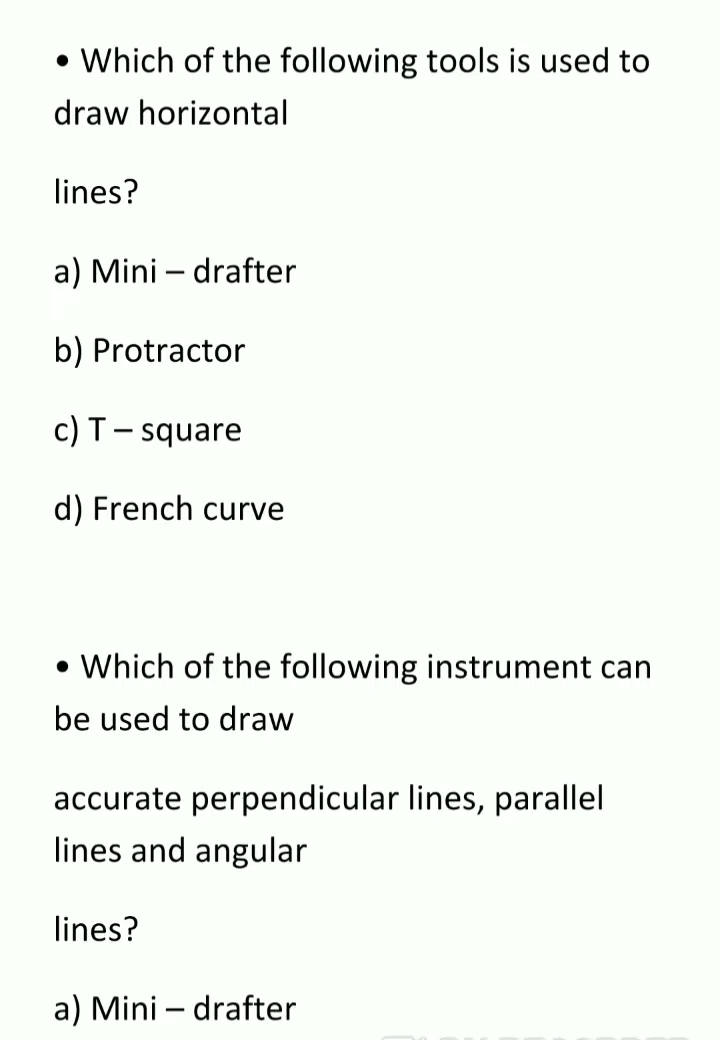 • Which of the following tools is used to
draw horizontal
lines?
a) Mini – drafter
b) Protractor
c) T – square
d) French curve
• Which of the following instrument can
be used to draw
accurate perpendicular lines, parallel
lines and angular
lines?
a) Mini – drafter